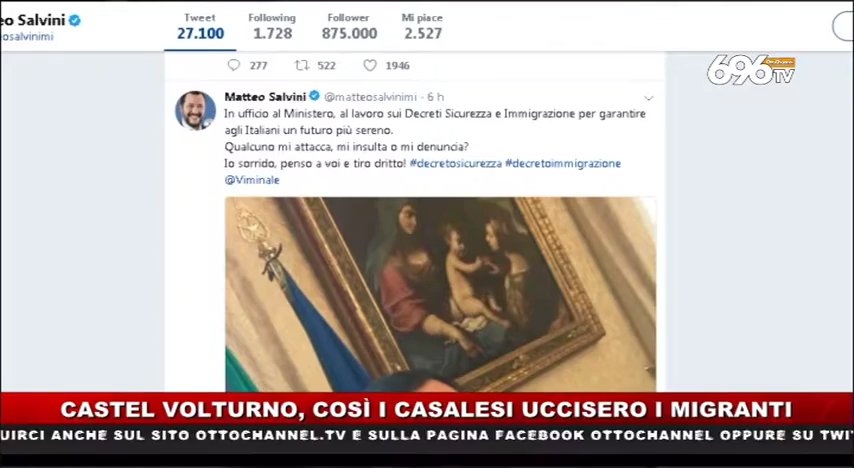 eo Salvini
osalvinimi
Tweet Following Follower Mi piace
27.100 1.728 875.000 2.527
277 522 1946
696 TV
Matteo Salvini @matteosalvinimi · 6 h
In ufficio al Ministero, al lavoro sui Decreti Sicurezza e Immigrazione per garantire
agli Italiani un futuro più sereno.
Qualcuno mi attacca, mi insulta o mi denuncia?
Io sorrido, penso a voi e tiro dritto! #decretosicurezza #decretoimmigrazione
@Viminale
CASTEL VOLTURNO, COSÌ I CASALESI UCCISERO I MIGRANTI
UIRCI ANCHE SUL SITO OTTOCHANNEL.TV E SULLA PAGINA FACEBOOK OTTOCHANNEL OPPURE SU TWI